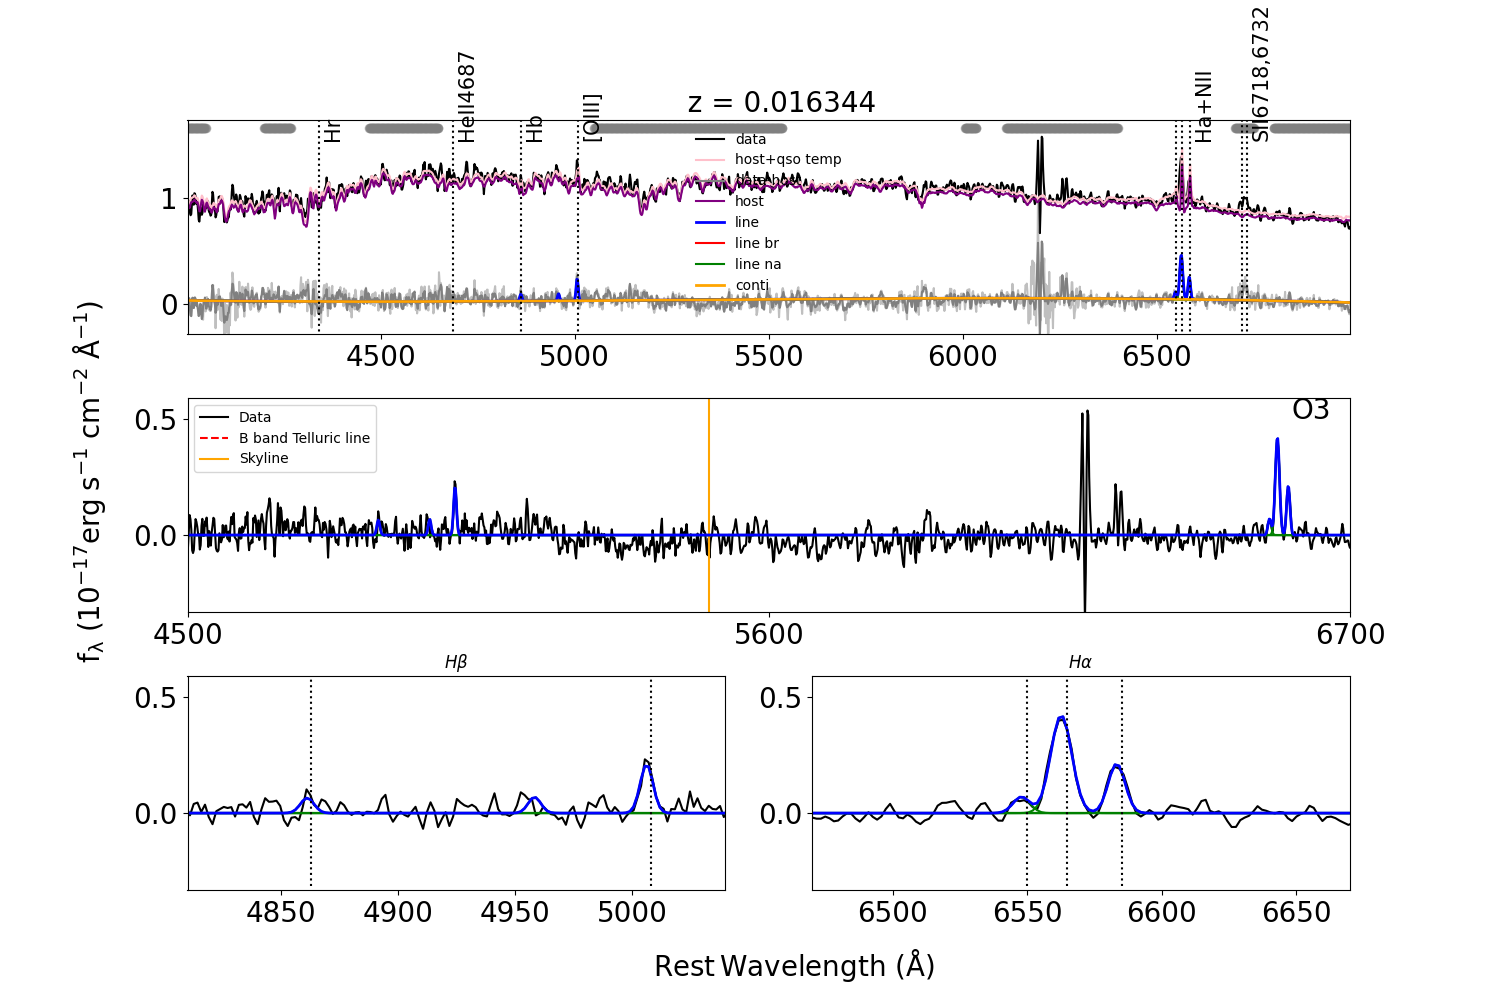 z = 0.016344
Hr
HeII4687
Hb
[OIII]
Ha+NII
SII6718,6732
data
host+qso temp
data-host
host
line
line br
line na
conti
1
0
4500
5000
5500
6000
6500
f_λ (10⁻¹⁷erg s⁻¹ cm⁻² Å⁻¹)
Data
B band Telluric line
Skyline
O3
0.5
0.0
4500
5600
6700
Hβ
0.5
0.0
4850
4900
4950
5000
Hα
0.5
0.0
6500
6550
6600
6650
Rest Wavelength (Å)